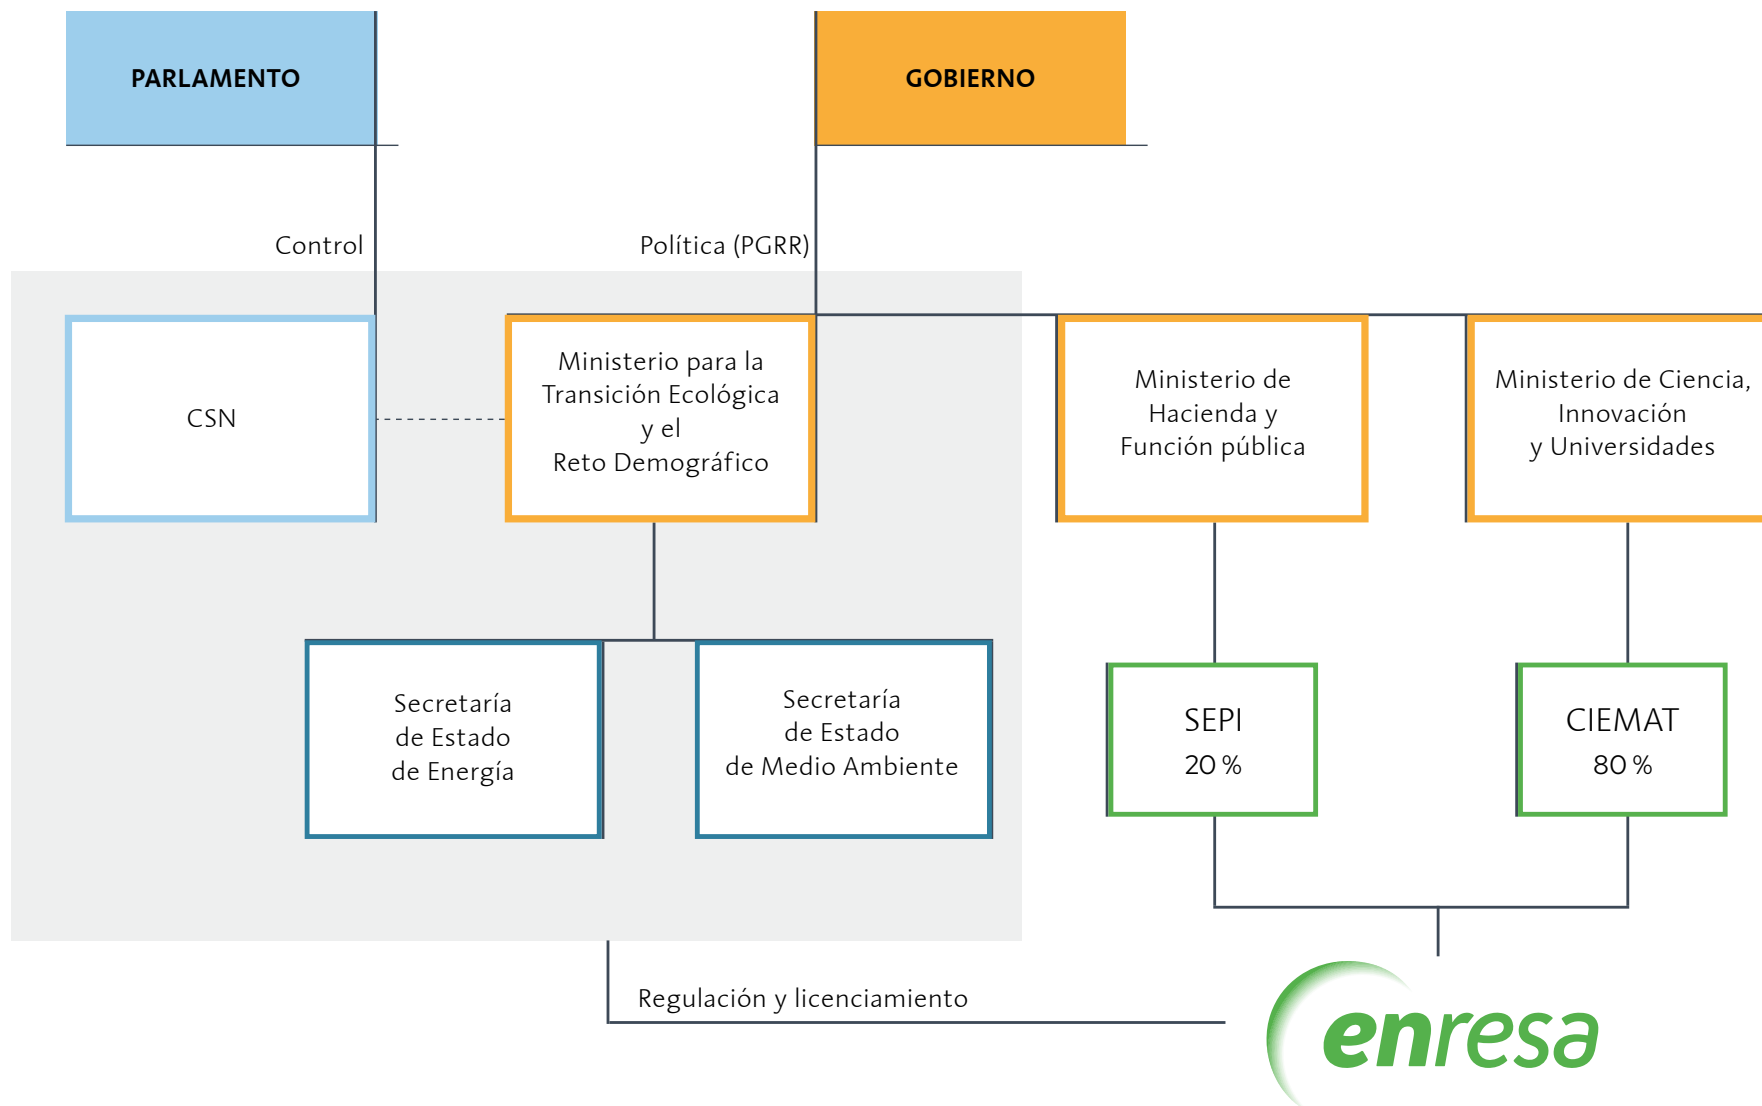 PARLAMENTO
GOBIERNO
Control
Política (PGRR)
CSN
Ministerio para la
Transición Ecológica
y el
Reto Demográfico
Ministerio de
Hacienda y
Función pública
Ministerio de Ciencia,
Innovación
y Universidades
Secretaría
de Estado
de Energía
Secretaría
de Estado
de Medio Ambiente
SEPI
20 %
CIEMAT
80 %
Regulación y licenciamiento
enresa